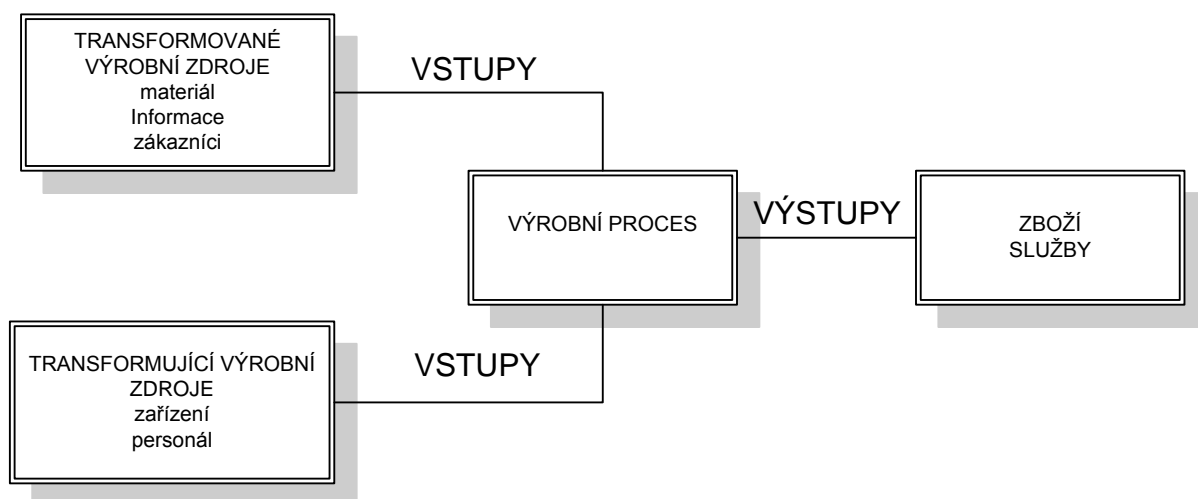 TRANSFORMOVANÉ
VÝROBNÍ ZDROJE
materiál
Informace
zákazníci
VSTUPY
VÝROBNÍ PROCES
VÝSTUPY
ZBOŽÍ
SLUŽBY
TRANSFORMUJÍCÍ VÝROBNÍ
ZDROJE
zařízení
personál
VSTUPY